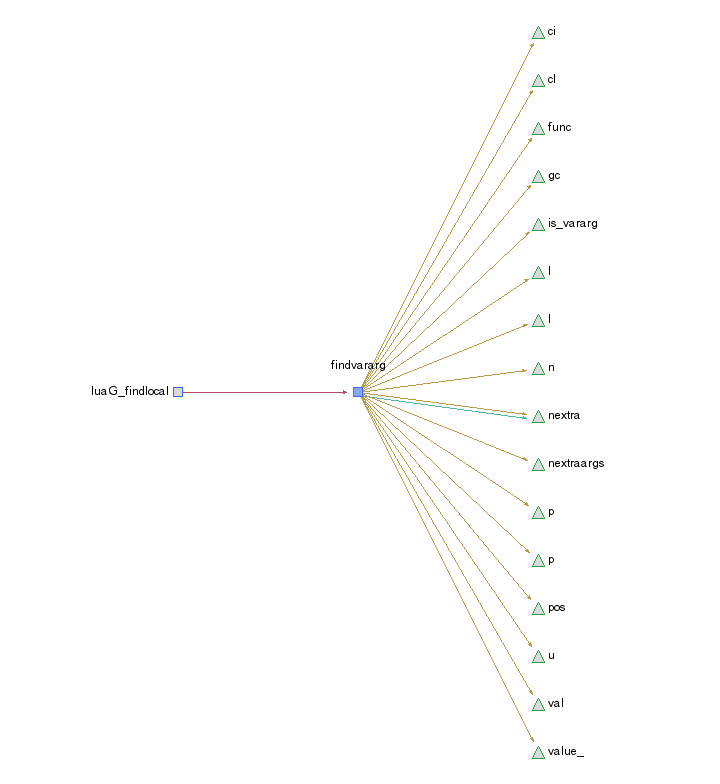 ci
cl
func
gc
is_vararg
l
l
findvararg
n
luaG_findlocal
nextra
nextraargs
p
p
pos
u
val
value_